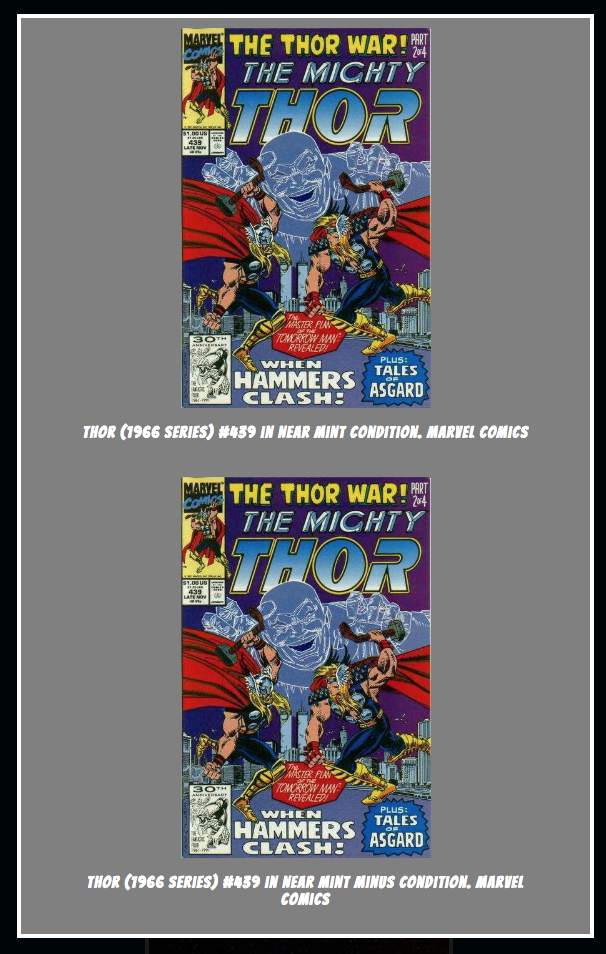 MARVEL
COMICS
THE THOR WAR!
PART
2 of 4
THE MIGHTY
THOR
$1.00 US
439
LATE NOV
THE
MASTER PLAN
OF THE
TOMORROW MAN
REVEALED!
30TH
ANNIVERSARY
WHEN
HAMMERS
CLASH!
PLUS:
TALES
OF
ASGARD
THOR (1966 SERIES) #439 IN NEAR MINT CONDITION. MARVEL COMICS
MARVEL
COMICS
THE THOR WAR!
PART
2 of 4
THE MIGHTY
THOR
$1.00 US
439
LATE NOV
THE
MASTER PLAN
OF THE
TOMORROW MAN
REVEALED!
30TH
ANNIVERSARY
WHEN
HAMMERS
CLASH!
PLUS:
TALES
OF
ASGARD
THOR (1966 SERIES) #439 IN NEAR MINT MINUS CONDITION. MARVEL
COMICS